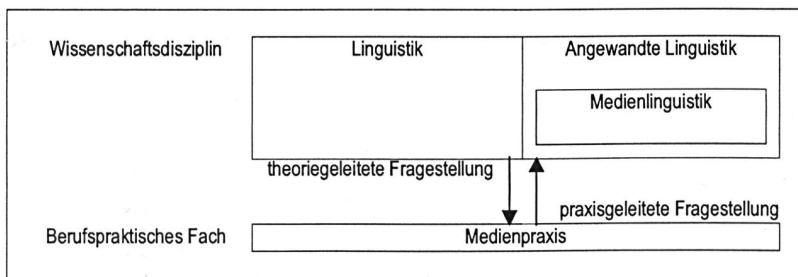 Wissenschaftsdisziplin Linguistik Angewandte Linguistik
Medienlinguistik
theoriegeleitete Fragestellung
praxisgeleitete Fragestellung
Berufspraktisches Fach Medienpraxis